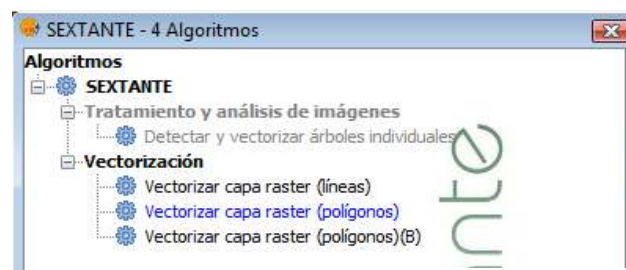 SEXTANTE - 4 Algoritmos
Algoritmos
SEXTANTE
Tratamiento y análisis de imágenes
Detectar y vectorizar árboles individuales
Vectorización
Vectorizar capa raster (líneas)
Vectorizar capa raster (polígonos)
Vectorizar capa raster (polígonos)(B)